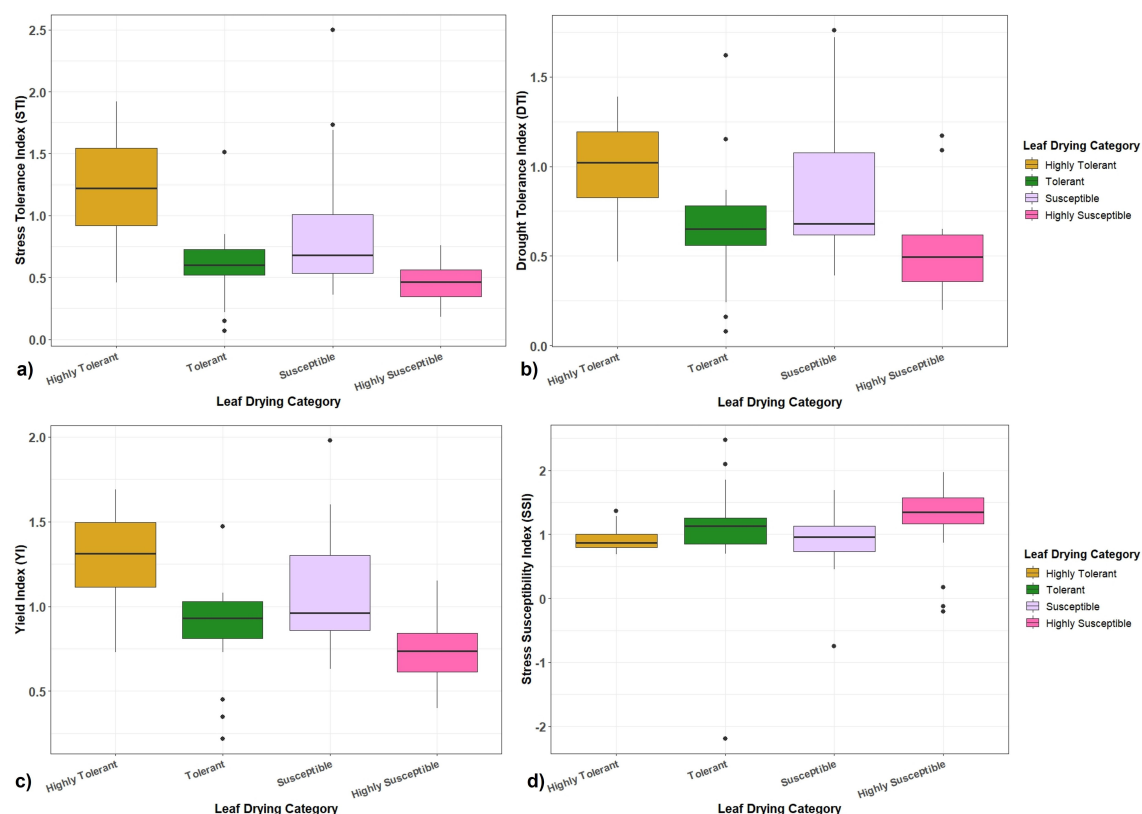 Stress Tolerance Index (STI)
2.5
2.0
1.5
1.0
0.5
0.0
a)
Highly Tolerant
Tolerant
Susceptible
Highly Susceptible
Leaf Drying Category
Drought Tolerance Index (DTI)
1.5
1.0
0.5
0.0
b)
Highly Tolerant
Tolerant
Susceptible
Highly Susceptible
Leaf Drying Category
Leaf Drying Category
Highly Tolerant
Tolerant
Susceptible
Highly Susceptible
Yield Index (YI)
2.0
1.5
1.0
0.5
c)
Highly Tolerant
Tolerant
Susceptible
Highly Susceptible
Leaf Drying Category
Stress Susceptibility Index (SSI)
2
1
0
-1
-2
d)
Highly Tolerant
Tolerant
Susceptible
Highly Susceptible
Leaf Drying Category
Leaf Drying Category
Highly Tolerant
Tolerant
Susceptible
Highly Susceptible